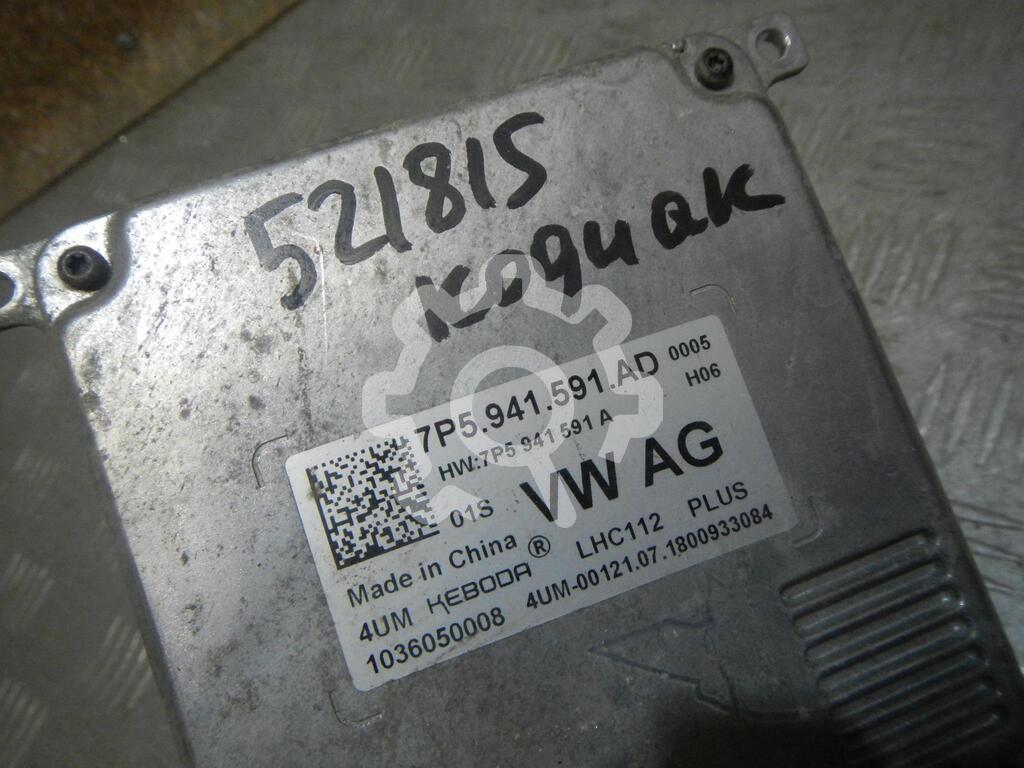 521815
кодиак
7P5.941.591.AD 0005
HW:7P5 941 591 A H06
01S VW AG
Made in China ® LHC112 PLUS
4UM KEBODA 4UM-00121.07.1800933084
1036050008